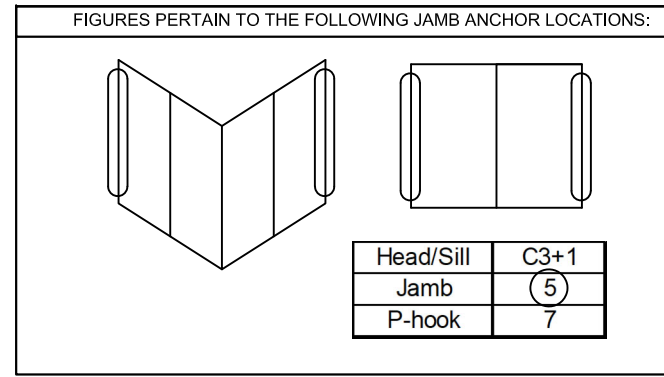 FIGURES PERTAIN TO THE FOLLOWING JAMB ANCHOR LOCATIONS:
Head/Sill C3+1
Jamb 5
P-hook 7